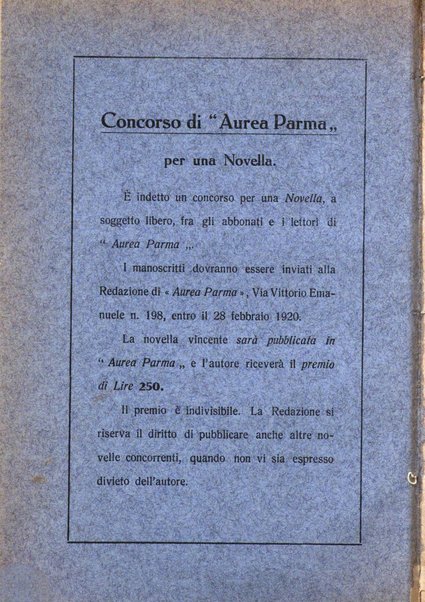 Concorso di “ Aurea Parma „
per una Novella.
È indetto un concorso per una Novella, a
soggetto libero, fra gli abbonati e i lettori di
“ Aurea Parma „.
I manoscritti dovranno essere inviati alla
Redazione di « Aurea Parma », Via Vittorio Ema-
nuele n. 198, entro il 28 febbraio 1920.
La novella vincente sarà pubblicata in
“ Aurea Parma „ e l'autore riceverà il premio
di Lire 250.
Il premio è indivisibile. La Redazione si
riserva il diritto di pubblicare anche altre no-
velle concorrenti, quando non vi sia espresso
divieto dell'autore.